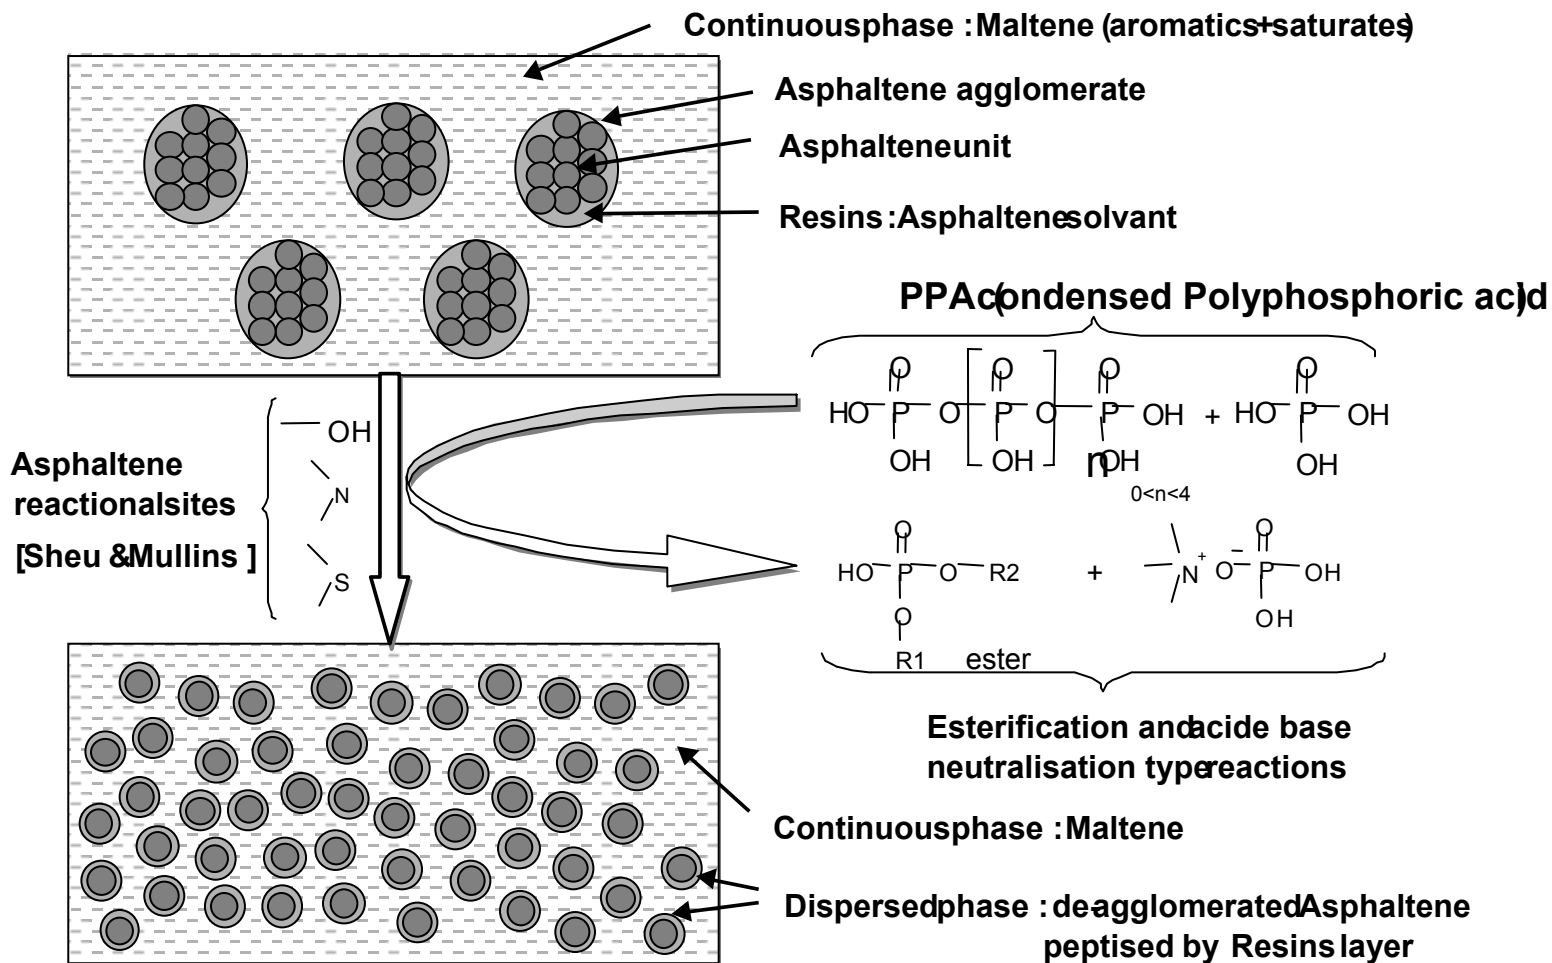 Continuousphase : Maltene (aromatics+saturates)
Asphaltene agglomerate
Asphalteneunit
Resins : Asphaltenesolvant
PPA(condensed Polyphosphoric acid)
O O O O
HO P O P O P OH + HO P OH
OH OH n OH OH
0<n<4
OH
Asphaltene
reactionalsites
[Sheu &Mullins ]
N
S
O O
HO P O R2 + N + O - P OH
O OH
R1 ester
Esterification andacide base
neutralisation typereactions
Continuousphase : Maltene
Dispersedphase : de-agglomeratedAsphaltene
peptised by Resins layer